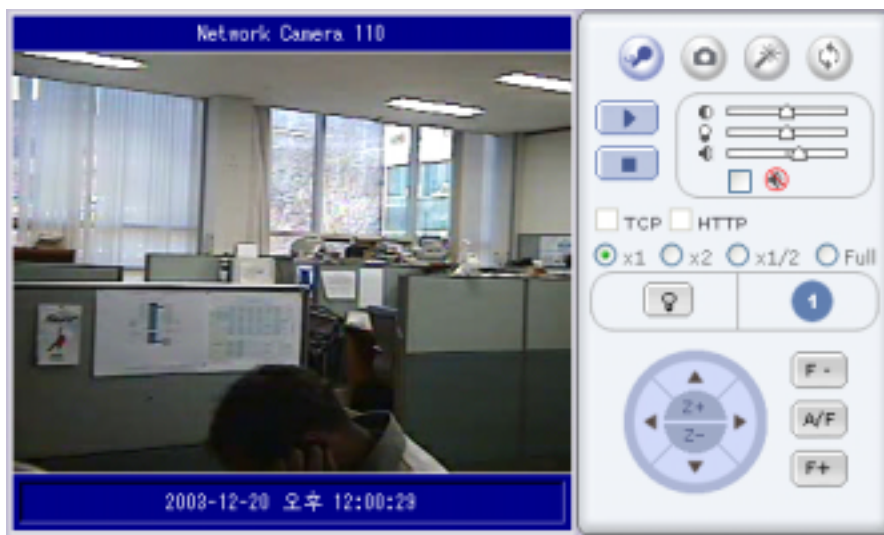 Network Camera 110
TCP HTTP
x1 x2 x1/2 Full
1
F -
Z+
A/F
Z-
F+
2003-12-20 오후 12:00:29